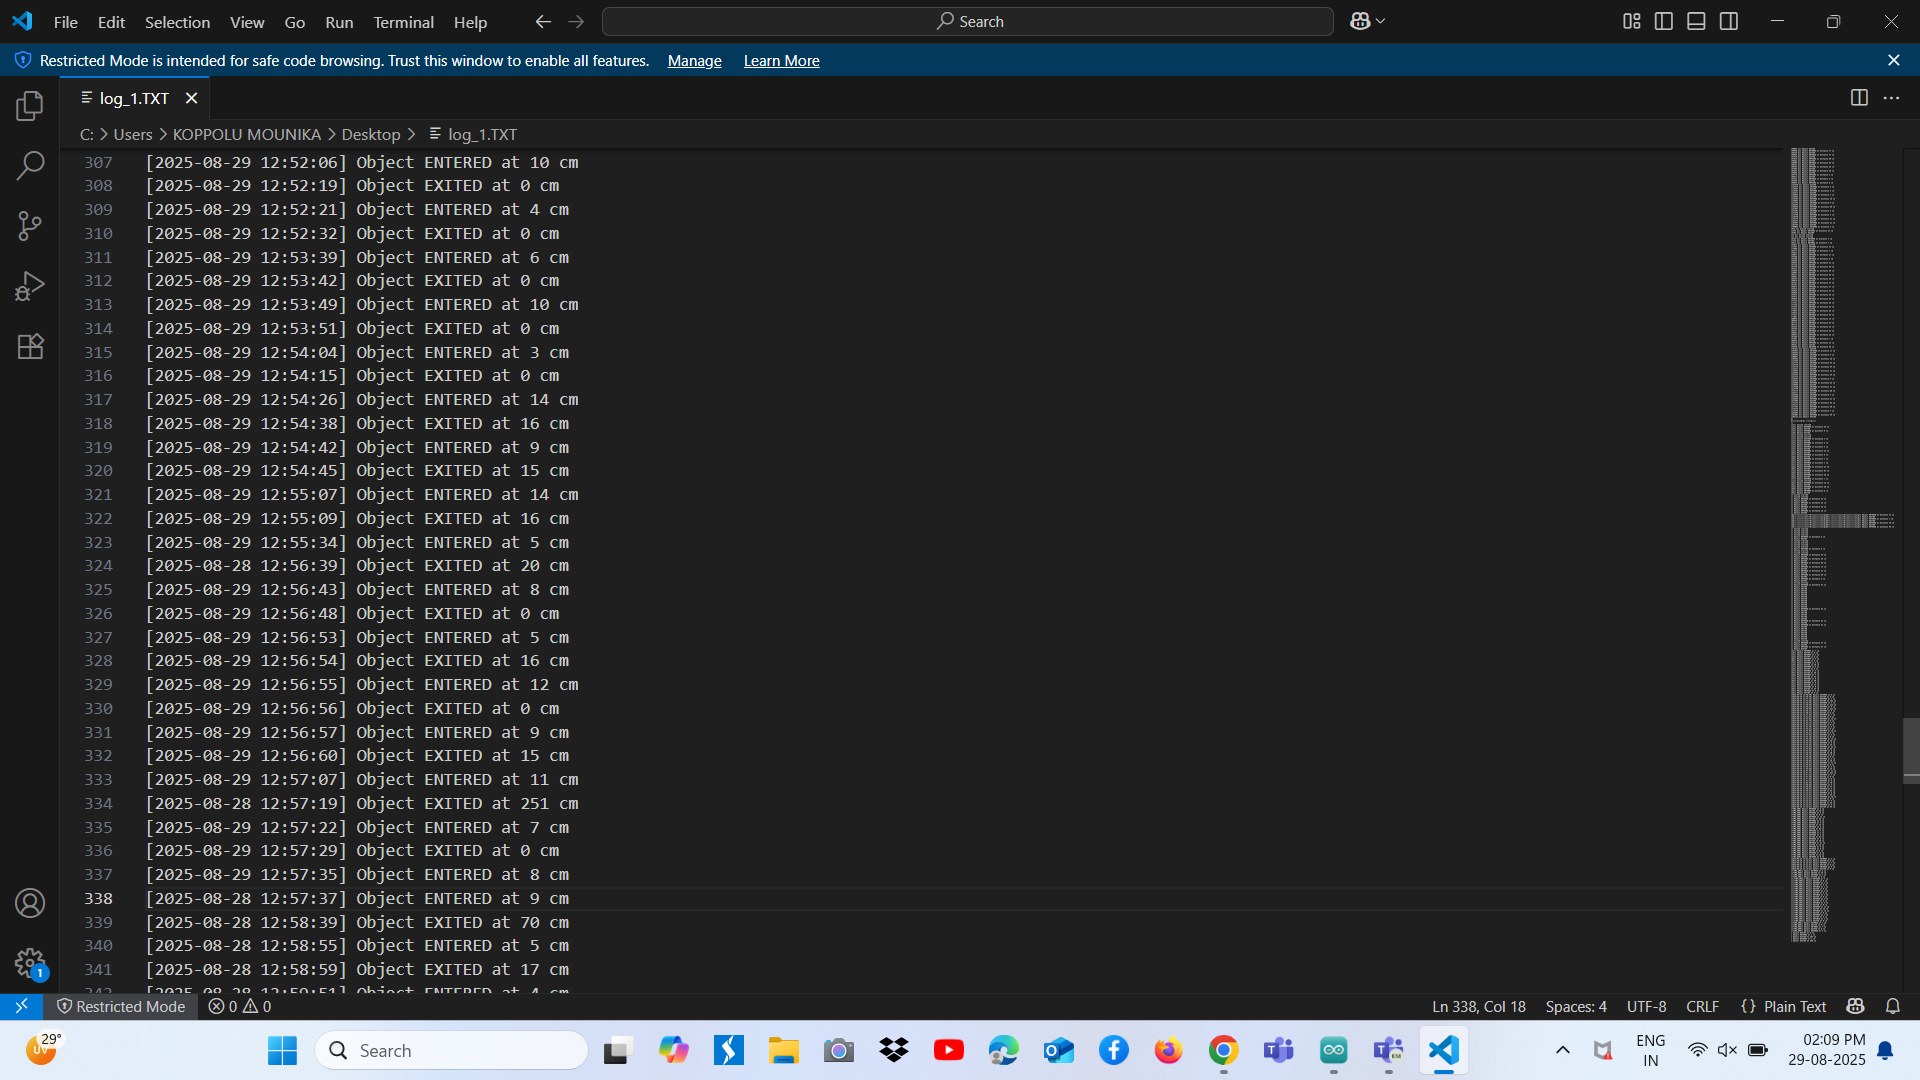 File Edit Selection View Go Run Terminal Help Search
Restricted Mode is intended for safe code browsing. Trust this window to enable all features. Manage Learn More
log_1.TXT
C: > Users > KOPPOLU MOUNIKA > Desktop > log_1.TXT
307 [2025-08-29 12:52:06] Object ENTERED at 10 cm
308 [2025-08-29 12:52:19] Object EXITED at 0 cm
309 [2025-08-29 12:52:21] Object ENTERED at 4 cm
310 [2025-08-29 12:52:32] Object EXITED at 0 cm
311 [2025-08-29 12:53:39] Object ENTERED at 6 cm
312 [2025-08-29 12:53:42] Object EXITED at 0 cm
313 [2025-08-29 12:53:49] Object ENTERED at 10 cm
314 [2025-08-29 12:53:51] Object EXITED at 0 cm
315 [2025-08-29 12:54:04] Object ENTERED at 3 cm
316 [2025-08-29 12:54:15] Object EXITED at 0 cm
317 [2025-08-29 12:54:26] Object ENTERED at 14 cm
318 [2025-08-29 12:54:38] Object EXITED at 16 cm
319 [2025-08-29 12:54:42] Object ENTERED at 9 cm
320 [2025-08-29 12:54:45] Object EXITED at 15 cm
321 [2025-08-29 12:55:07] Object ENTERED at 14 cm
322 [2025-08-29 12:55:09] Object EXITED at 16 cm
323 [2025-08-29 12:55:34] Object ENTERED at 5 cm
324 [2025-08-28 12:56:39] Object EXITED at 20 cm
325 [2025-08-29 12:56:43] Object ENTERED at 8 cm
326 [2025-08-29 12:56:48] Object EXITED at 0 cm
327 [2025-08-29 12:56:53] Object ENTERED at 5 cm
328 [2025-08-29 12:56:54] Object EXITED at 16 cm
329 [2025-08-29 12:56:55] Object ENTERED at 12 cm
330 [2025-08-29 12:56:56] Object EXITED at 0 cm
331 [2025-08-29 12:56:57] Object ENTERED at 9 cm
332 [2025-08-29 12:56:60] Object EXITED at 15 cm
333 [2025-08-29 12:57:07] Object ENTERED at 11 cm
334 [2025-08-28 12:57:19] Object EXITED at 251 cm
335 [2025-08-29 12:57:22] Object ENTERED at 7 cm
336 [2025-08-29 12:57:29] Object EXITED at 0 cm
337 [2025-08-29 12:57:35] Object ENTERED at 8 cm
338 [2025-08-28 12:57:37] Object ENTERED at 9 cm
339 [2025-08-28 12:58:39] Object EXITED at 70 cm
340 [2025-08-28 12:58:55] Object ENTERED at 5 cm
341 [2025-08-28 12:58:59] Object EXITED at 17 cm
342 [2025-08-28 12:59:51] Object ENTERED at 4 cm
1
Restricted Mode 0 0 Ln 338, Col 18 Spaces: 4 UTF-8 CRLF {} Plain Text
29° UV Search ENG IN 02:09 PM
29-08-2025